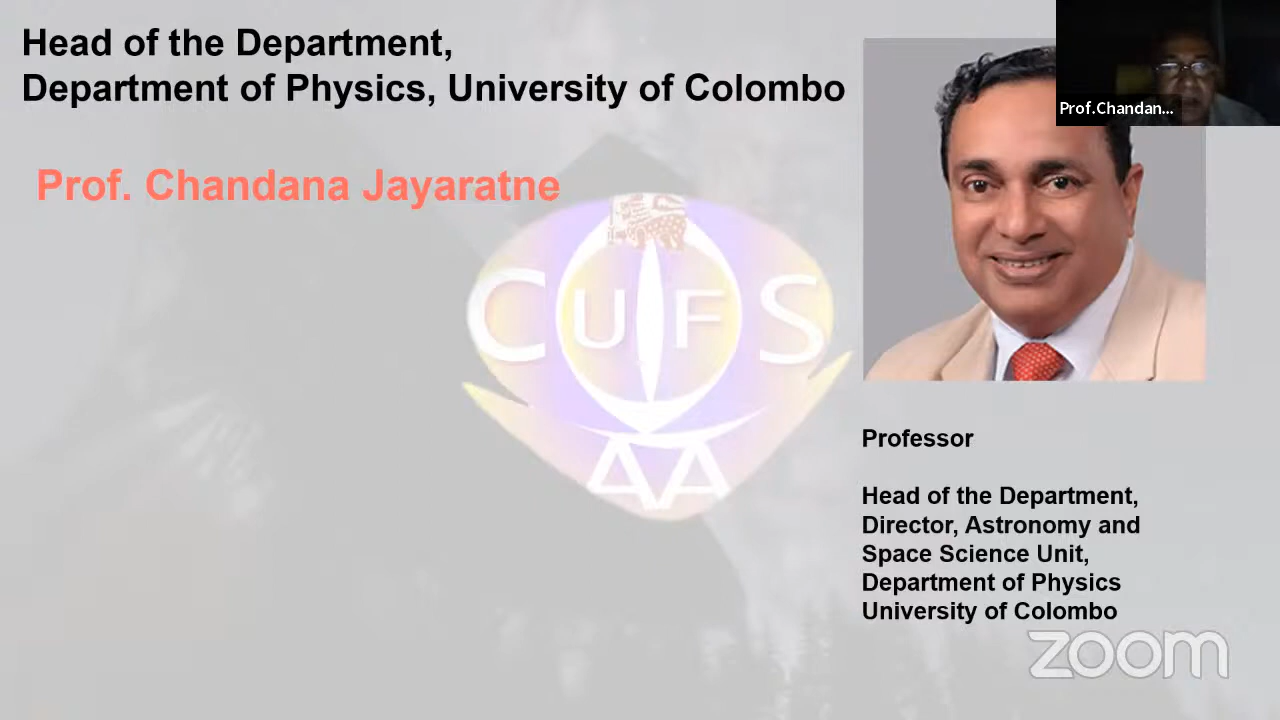 Head of the Department,
Department of Physics, University of Colombo
Prof. Chandana Jayaratne
Prof.Chandan...
CUFS
AA
Professor
Head of the Department,
Director, Astronomy and
Space Science Unit,
Department of Physics
University of Colombo
zoom